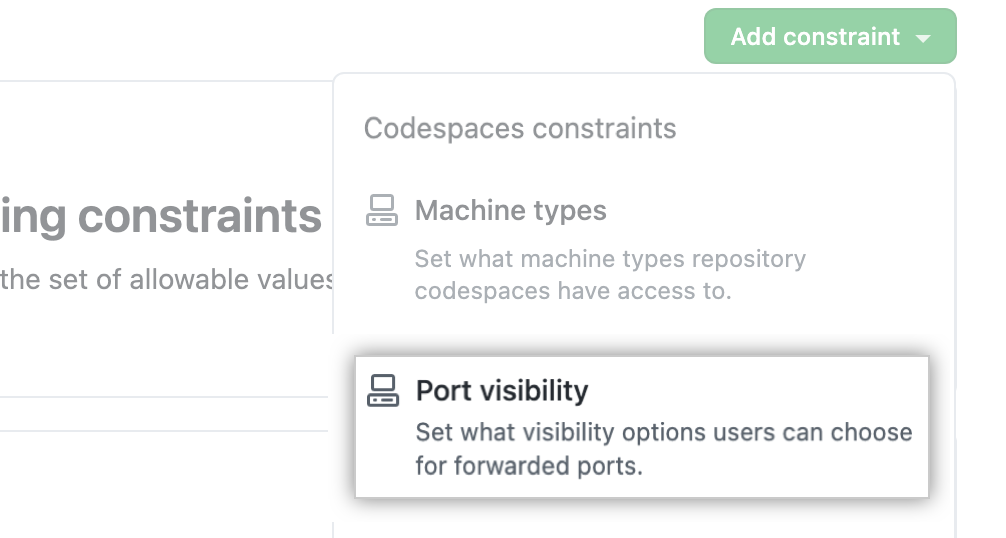 Add constraint
Codespaces constraints
ing constraints
the set of allowable values
Machine types
Set what machine types repository
codespaces have access to.
Port visibility
Set what visibility options users can choose
for forwarded ports.